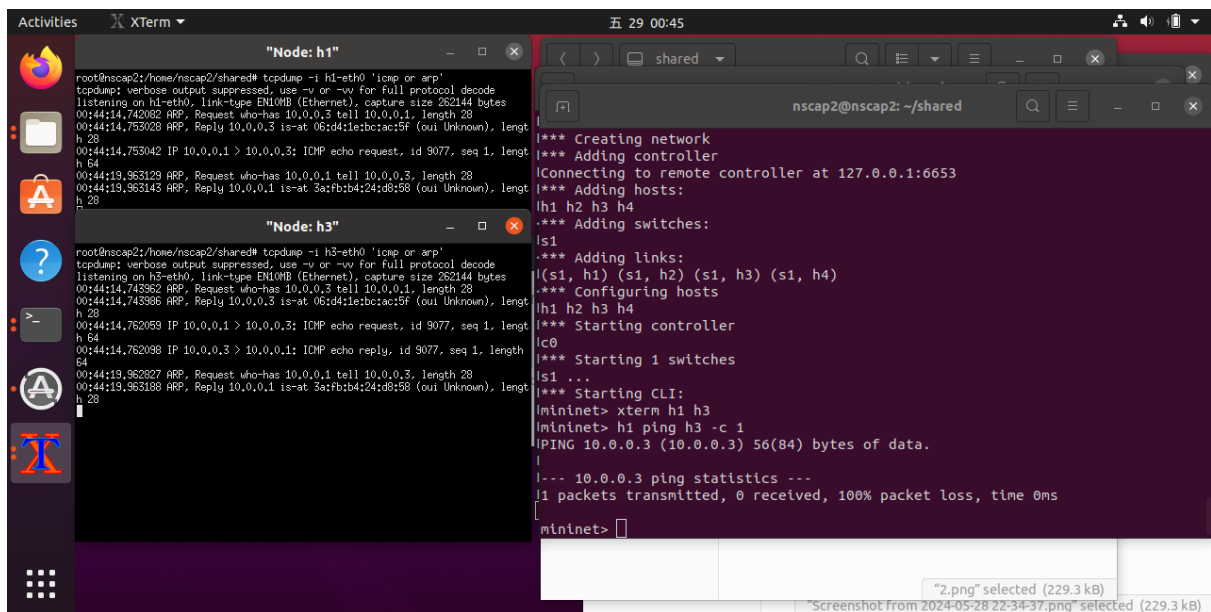 Activities
XTerm
五 29 00:45
"Node: h1"
root@nscap2:/home/nscap2/shared# tcpdump -i h1-eth0 'icmp or arp'
tcpdump: verbose output suppressed, use -v or -vv for full protocol decode
listening on h1-eth0, link-type EN10MB (Ethernet), capture size 262144 bytes
00:44:14.742082 ARP, Request who-has 10.0.0.3 tell 10.0.0.1, length 28
00:44:14.753028 ARP, Reply 10.0.0.3 is-at 06:d4:1e:bc:ac:5f (oui Unknown), lengt
h 28
00:44:14.753042 IP 10.0.0.1 > 10.0.0.3: ICMP echo request, id 9077, seq 1, lengt
h 64
00:44:19.963129 ARP, Request who-has 10.0.0.1 tell 10.0.0.3, length 28
00:44:19.963143 ARP, Reply 10.0.0.1 is-at 3a:fb:b4:24:d8:58 (oui Unknown), lengt
h 28
"Node: h3"
root@nscap2:/home/nscap2/shared# tcpdump -i h3-eth0 'icmp or arp'
tcpdump: verbose output suppressed, use -v or -vv for full protocol decode
listening on h3-eth0, link-type EN10MB (Ethernet), capture size 262144 bytes
00:44:14.743962 ARP, Request who-has 10.0.0.3 tell 10.0.0.1, length 28
00:44:14.743986 ARP, Reply 10.0.0.3 is-at 06:d4:1e:bc:ac:5f (oui Unknown), lengt
h 28
00:44:14.762059 IP 10.0.0.1 > 10.0.0.3: ICMP echo request, id 9077, seq 1, lengt
h 64
00:44:14.762098 IP 10.0.0.3 > 10.0.0.1: ICMP echo reply, id 9077, seq 1, length
64
00:44:19.962827 ARP, Request who-has 10.0.0.1 tell 10.0.0.3, length 28
00:44:19.963188 ARP, Reply 10.0.0.1 is-at 3a:fb:b4:24:d8:58 (oui Unknown), lengt
h 28
shared
nscap2@nscap2: ~/shared
*** Creating network
*** Adding controller
Connecting to remote controller at 127.0.0.1:6653
*** Adding hosts:
h1 h2 h3 h4
*** Adding switches:
s1
*** Adding links:
(s1, h1) (s1, h2) (s1, h3) (s1, h4)
*** Configuring hosts
h1 h2 h3 h4
*** Starting controller
c0
*** Starting 1 switches
s1 ...
*** Starting CLI:
mininet> xterm h1 h3
mininet> h1 ping h3 -c 1
PING 10.0.0.3 (10.0.0.3) 56(84) bytes of data.
--- 10.0.0.3 ping statistics ---
1 packets transmitted, 0 received, 100% packet loss, time 0ms
mininet>
"2.png" selected (229.3 kB)
"Screenshot from 2024-05-28 22-34-37.png" selected (229.3 kB)